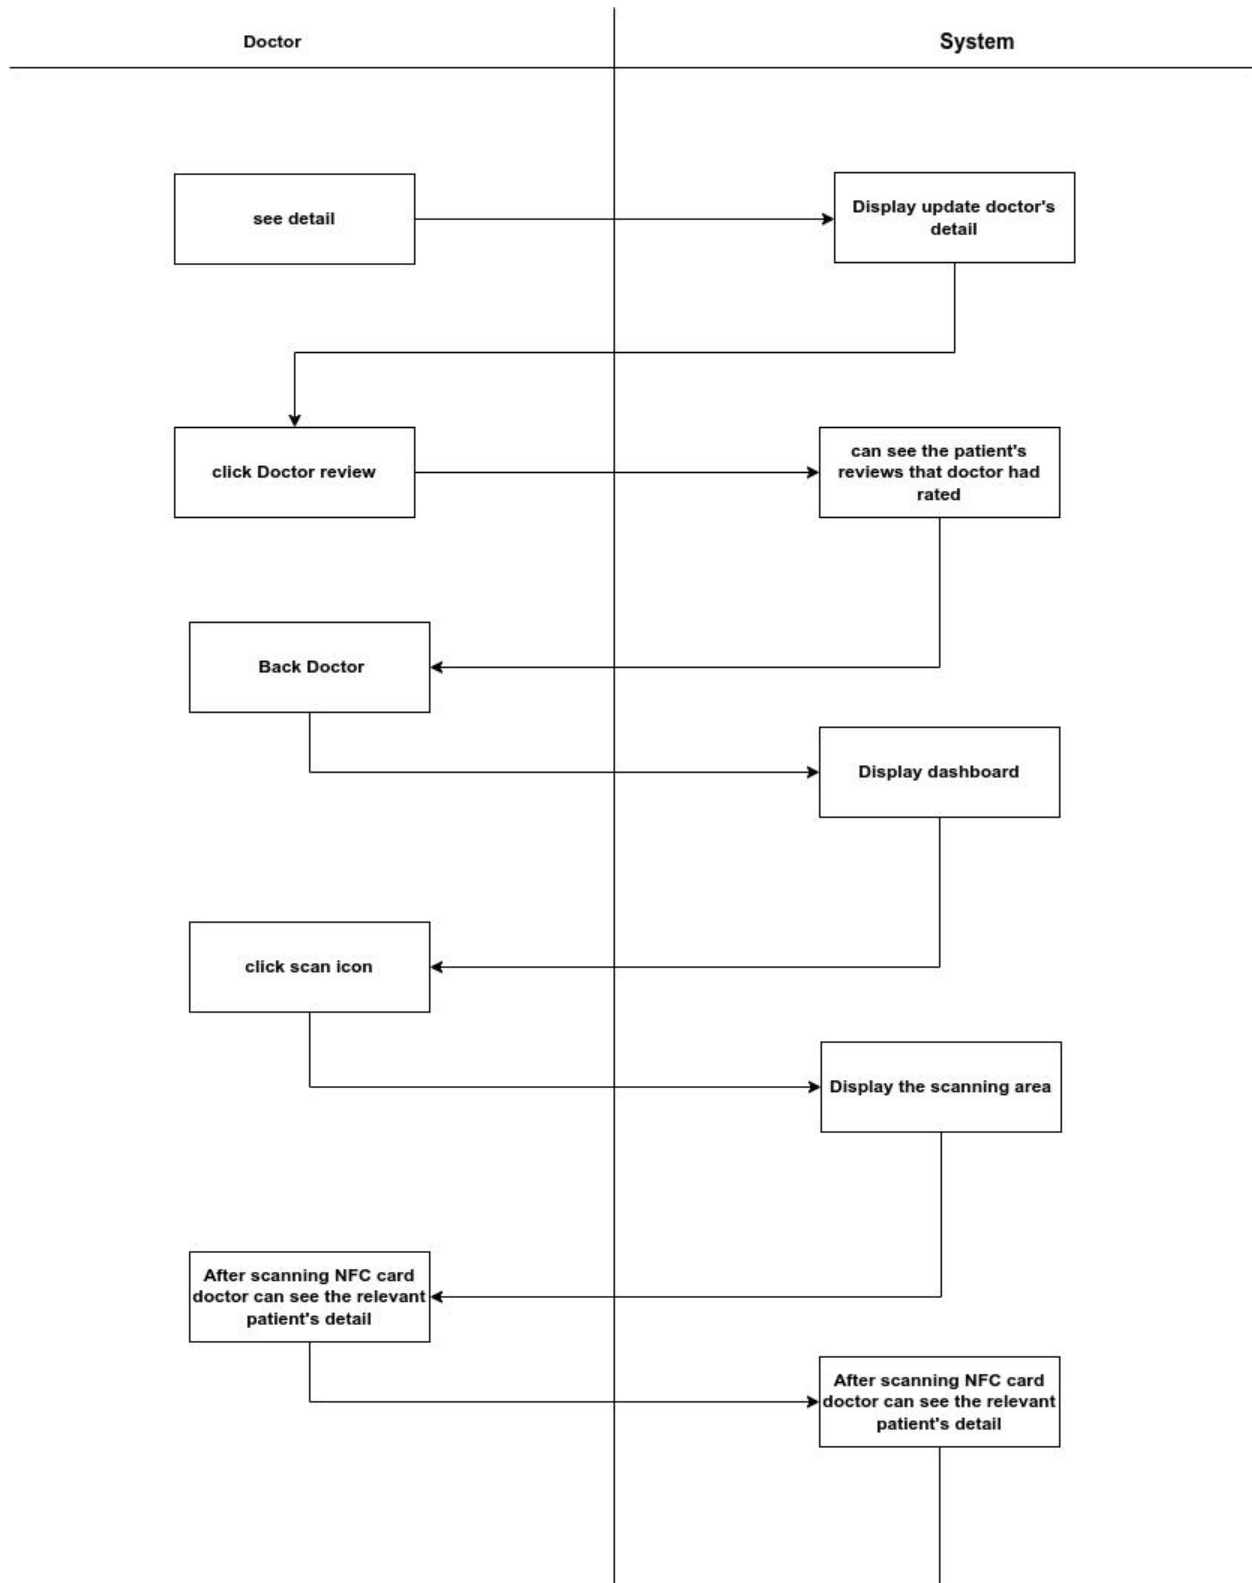 Doctor
System
see detail
Display update doctor's
detail
click Doctor review
can see the patient's
reviews that doctor had
rated
Back Doctor
Display dashboard
click scan icon
Display the scanning area
After scanning NFC card
doctor can see the relevant
patient's detail
After scanning NFC card
doctor can see the relevant
patient's detail